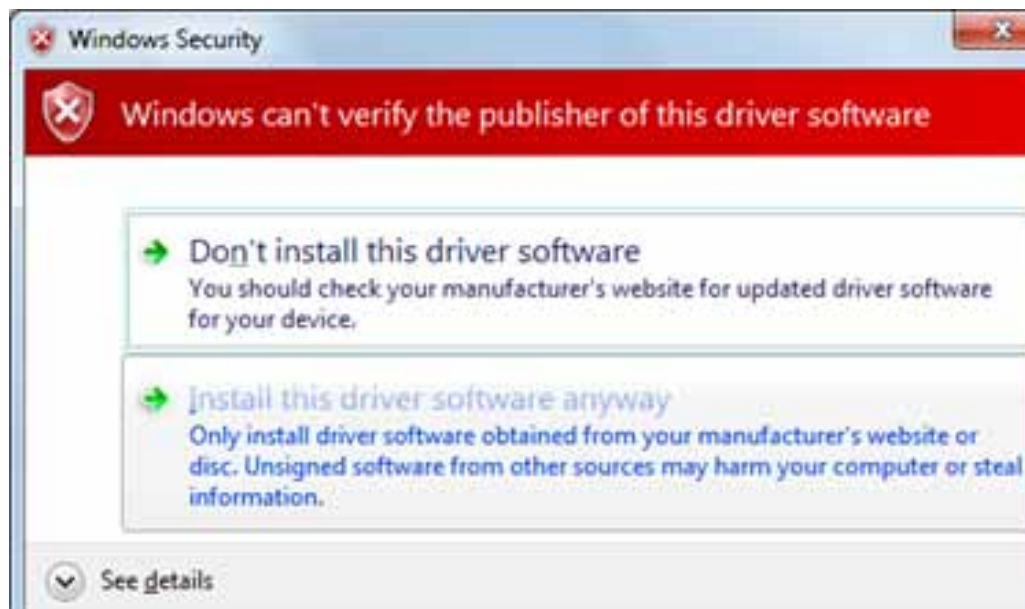 Windows Security
Windows can't verify the publisher of this driver software
Don't install this driver software
You should check your manufacturer's website for updated driver software
for your device.
Install this driver software anyway
Only install driver software obtained from your manufacturer's website or
disc. Unsigned software from other sources may harm your computer or steal
information.
See details